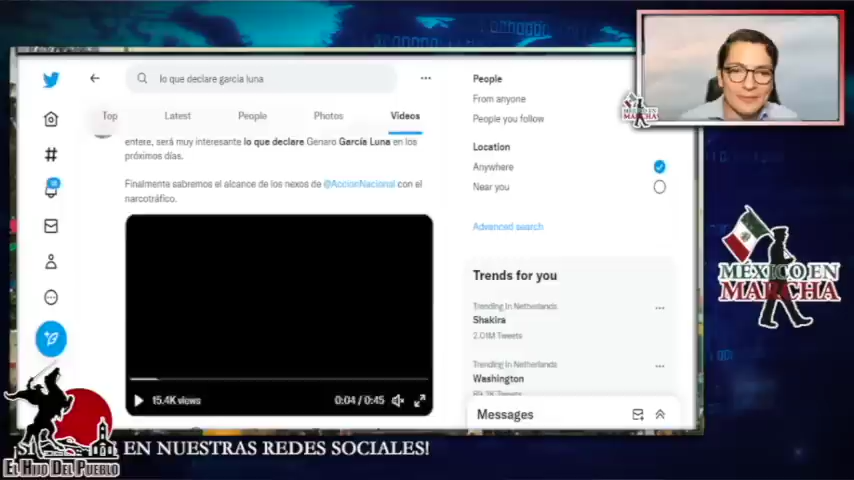 lo que declare garcia luna
Top
Latest
People
Photos
Videos
entere, será muy interesante lo que declare Genaro García Luna en los
próximos días.
Finalmente sabremos el alcance de los nexos de @AccionNacional con el
narcotráfico.
15.4K views
0:04 / 0:45
People
From anyone
People you follow
Location
Anywhere
Near you
Advanced search
Trends for you
Trending in Netherlands
Shakira
2.01M Tweets
Trending in Netherlands
Washington
Messages
MÉXICO EN
MARCHA
MÉXICO EN
MARCHA
EN NUESTRAS REDES SOCIALES!
EL HIJO DEL PUEBLO